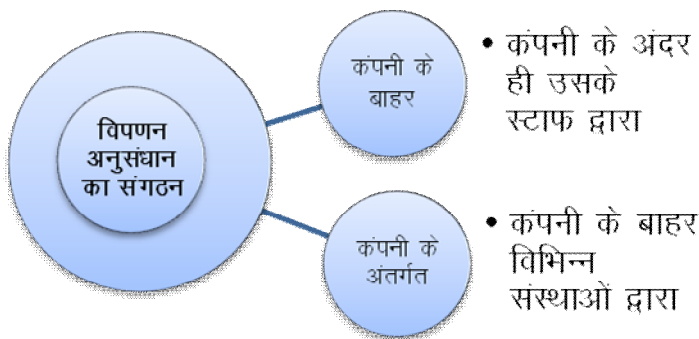 विपणन
अनुसंधान
का संगठन
कंपनी के
बाहर
• कंपनी के अंदर
ही उसके
स्टाफ द्वारा
कंपनी के
अंतर्गत
• कंपनी के बाहर
विभिन्न
संस्थाओं द्वारा